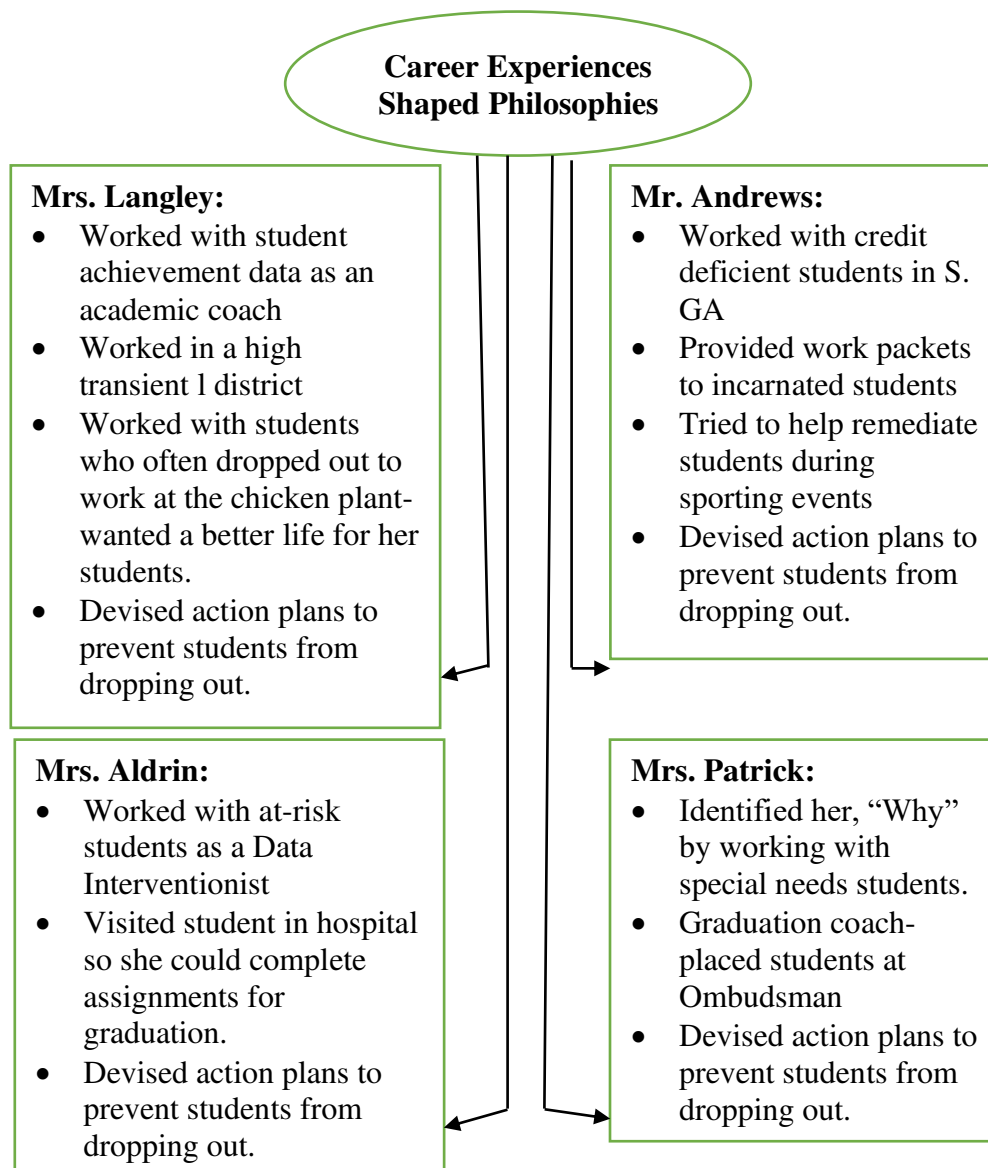 Career Experiences
Shaped Philosophies
Mrs. Langley:
• Worked with student
achievement data as an
academic coach
• Worked in a high
transient l district
• Worked with students
who often dropped out to
work at the chicken plant-
wanted a better life for her
students.
• Devised action plans to
prevent students from
dropping out.
Mr. Andrews:
• Worked with credit
deficient students in S.
GA
• Provided work packets
to incarnated students
• Tried to help remediate
students during
sporting events
• Devised action plans to
prevent students from
dropping out.
Mrs. Aldrin:
• Worked with at-risk
students as a Data
Interventionist
• Visited student in hospital
so she could complete
assignments for
graduation.
• Devised action plans to
prevent students from
dropping out.
Mrs. Patrick:
• Identified her, “Why”
by working with
special needs students.
• Graduation coach-
placed students at
Ombudsman
• Devised action plans to
prevent students from
dropping out.